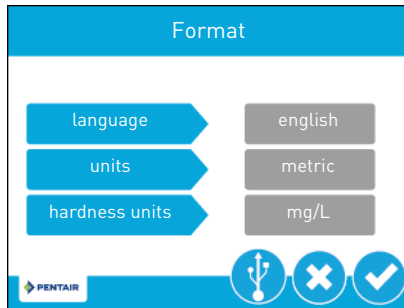 Format
language
english
units
metric
hardness units
mg/L
PENTAIR